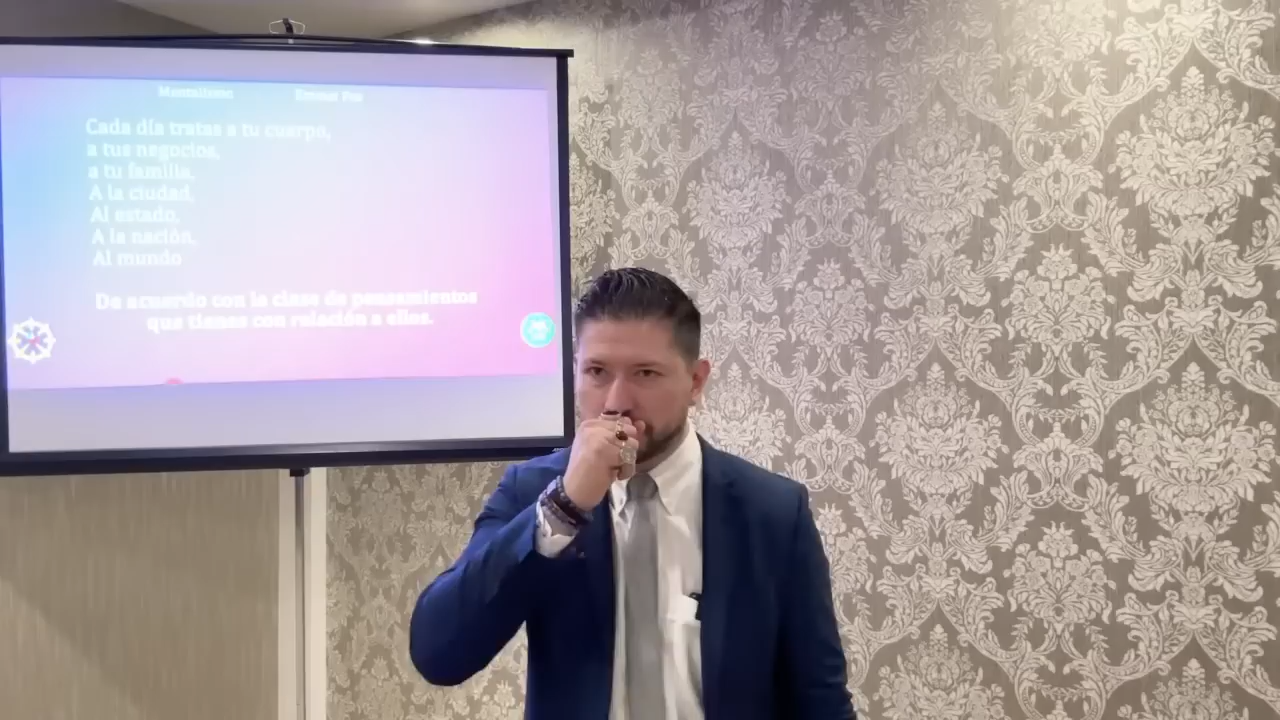 Mentalismo
Emmet Fox
Cada día tratas a tu cuerpo,
a tus negocios,
a tu familia,
A la ciudad,
Al estado,
A la nación,
Al mundo
De acuerdo con la clase de pensamientos
que tienes con relación a ellos.